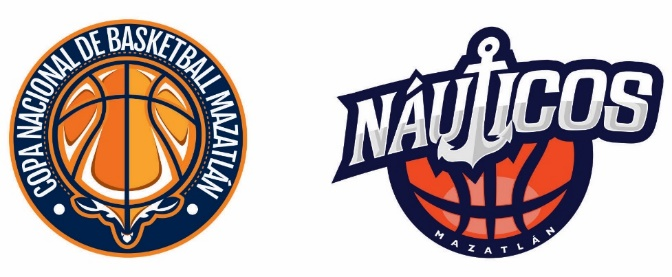 COPA NACIONAL DE BASKETBALL MAZATLÁN
NÁUTICOS
MAZATLÁN